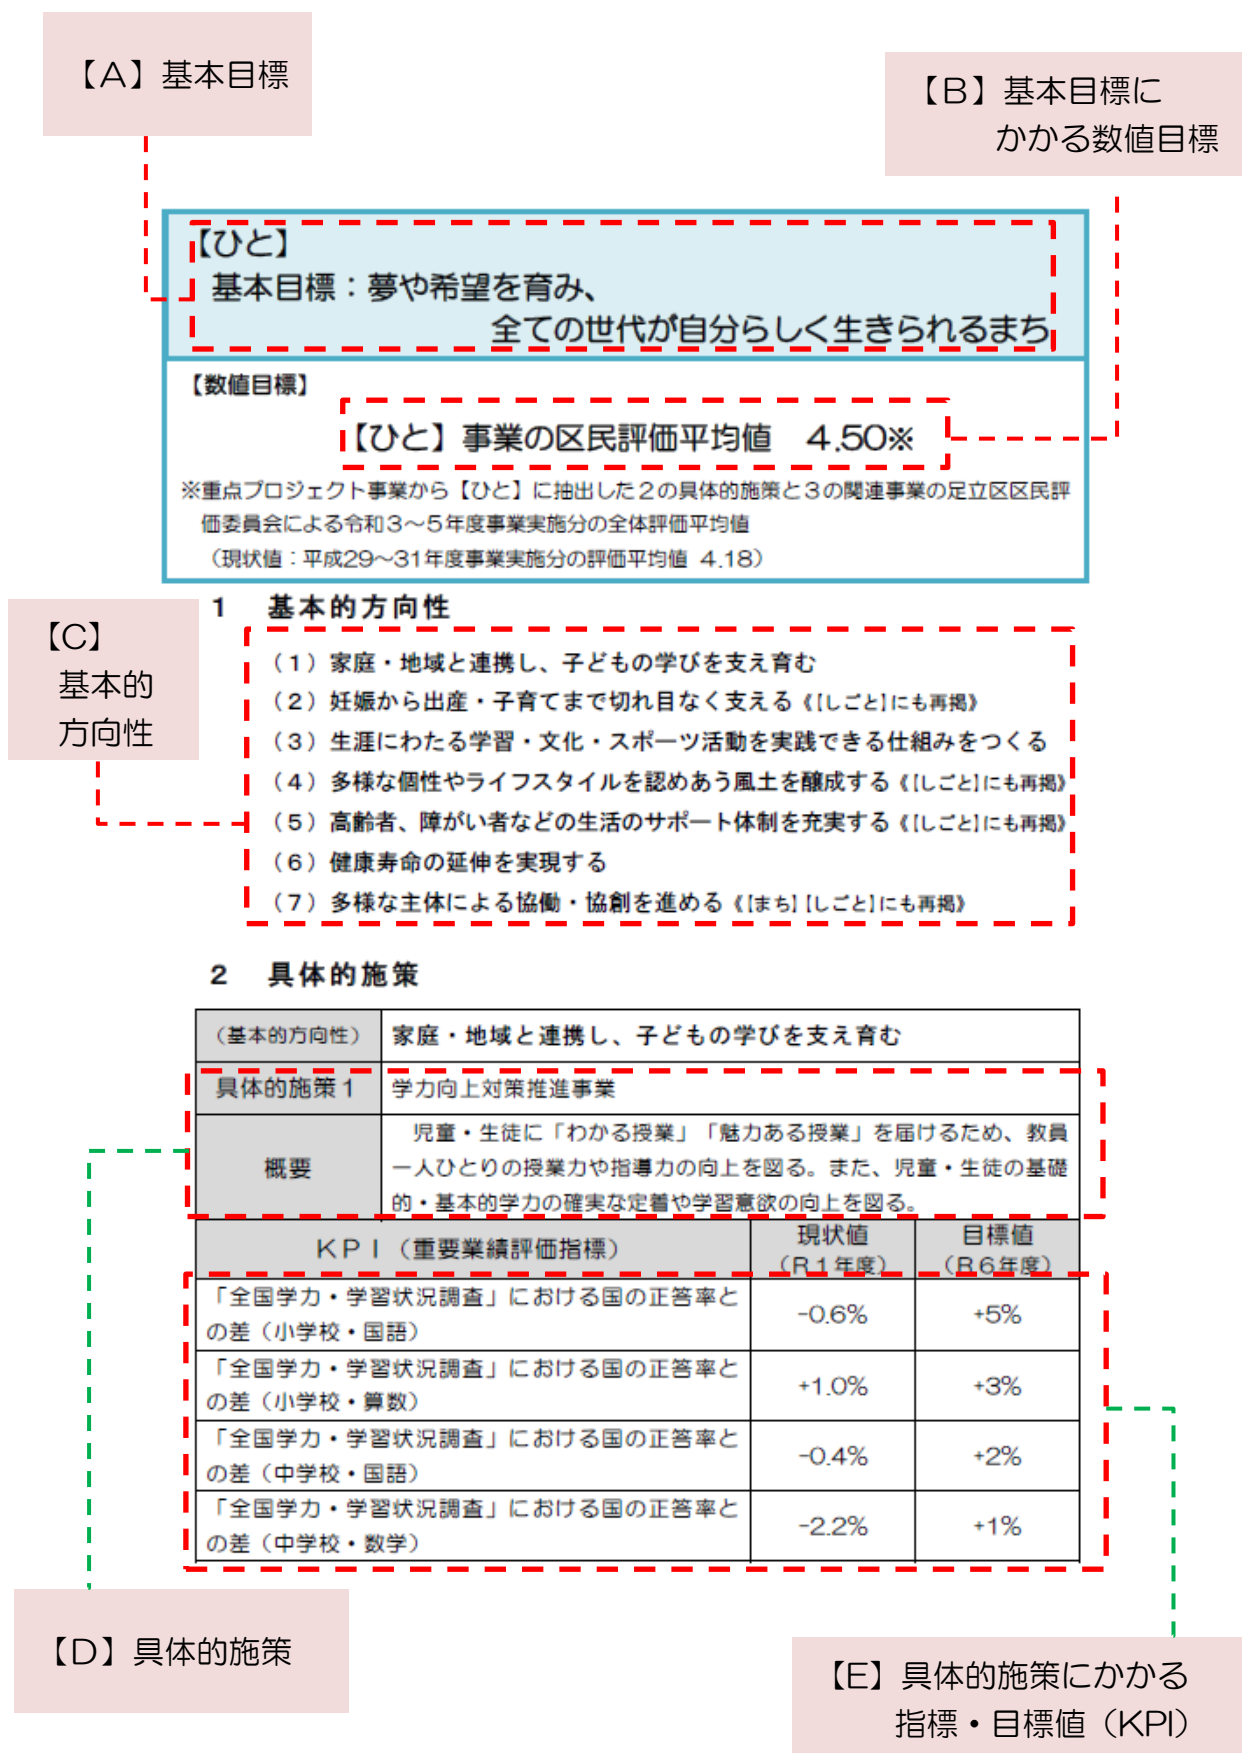 【A】基本目標
【B】基本目標に
かかる数値目標
【ひと】
基本目標：夢や希望を育み、
全ての世代が自分らしく生きられるまち
【数値目標】
【ひと】事業の区民評価平均値　4.50※
※重点プロジェクト事業から【ひと】に抽出した２の具体的施策と３の関連事業の足立区区民評
価委員会による令和３～５年度事業実施分の全体評価平均値
（現状値：平成29～31年度事業実施分の評価平均値 4.18）
1　基本的方向性
【C】
基本的
方向性
（1）家庭・地域と連携し、子どもの学びを支え育む
（2）妊娠から出産・子育てまで切れ目なく支える《[しごと]にも再掲》
（3）生涯にわたる学習・文化・スポーツ活動を実践できる仕組みをつくる
（4）多様な個性やライフスタイルを認めあう風土を醸成する《[しごと]にも再掲》
（5）高齢者、障がい者などの生活のサポート体制を充実する《[しごと]にも再掲》
（6）健康寿命の延伸を実現する
（7）多様な主体による協働・協創を進める《[まち] [しごと]にも再掲》
2　具体的施策
（基本的方向性）　家庭・地域と連携し、子どもの学びを支え育む
具体的施策１　学力向上対策推進事業
概要
児童・生徒に「わかる授業」「魅力ある授業」を届けるため、教員
一人ひとりの授業力や指導力の向上を図る。また、児童・生徒の基礎
的・基本的学力の確実な定着や学習意欲の向上を図る。
ＫＰＩ（重要業績評価指標）
現状値
（R１年度）
目標値
（R６年度）
「全国学力・学習状況調査」における国の正答率と
の差（小学校・国語）
-0.6%　+5%
「全国学力・学習状況調査」における国の正答率と
の差（小学校・算数）
+1.0%　+3%
「全国学力・学習状況調査」における国の正答率と
の差（中学校・国語）
-0.4%　+2%
「全国学力・学習状況調査」における国の正答率と
の差（中学校・数学）
-2.2%　+1%
【D】具体的施策
【E】具体的施策にかかる
指標・目標値（KPI）